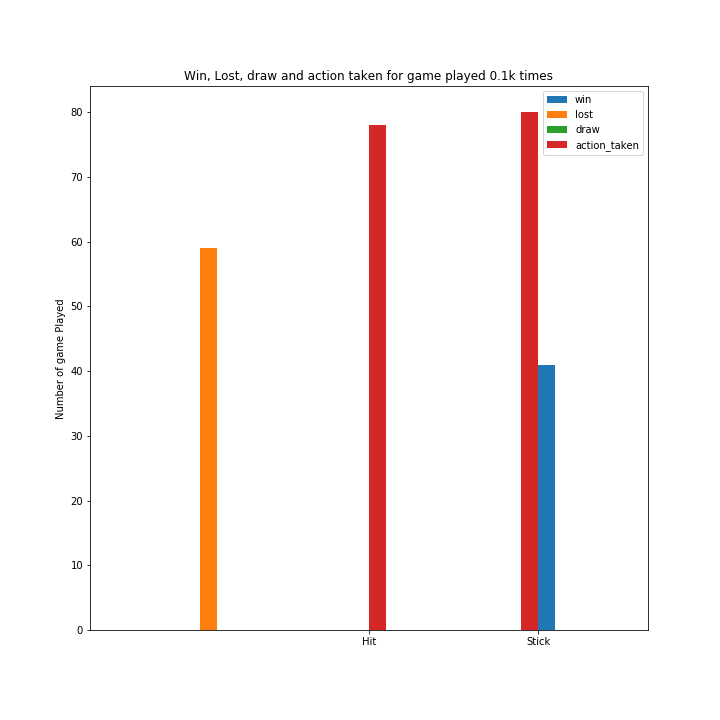 Win, Lost, draw and action taken for game played 0.1k times
win
lost
draw
action_taken
80
70
60
50
40
30
20
10
0
Number of game Played
Hit
Stick